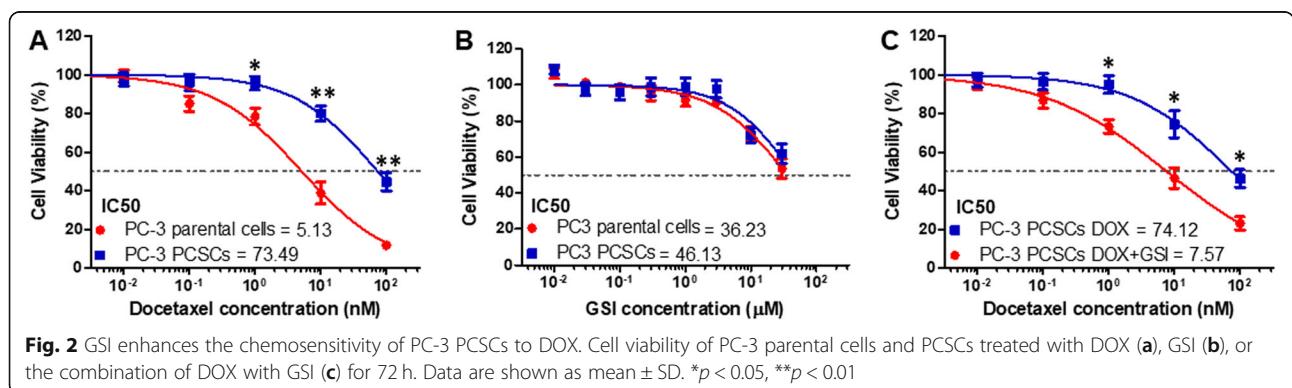 A
120
100
80
60
40
20
0
Cell Viability (%)
*
**
**
IC50
PC-3 parental cells = 5.13
PC-3 PCSCs = 73.49
10⁻² 10⁻¹ 10⁰ 10¹ 10²
Docetaxel concentration (nM)
B
120
100
80
60
40
20
0
Cell Viability (%)
IC50
PC3 parental cells = 36.23
PC3 PCSCs = 46.13
10⁻² 10⁻¹ 10⁰ 10¹ 10²
GSI concentration (μM)
C
120
100
80
60
40
20
0
Cell Viability (%)
*
*
*
IC50
PC-3 PCSCs DOX = 74.12
PC-3 PCSCs DOX+GSI = 7.57
10⁻² 10⁻¹ 10⁰ 10¹ 10²
Docetaxel concentration (nM)
Fig. 2 GSI enhances the chemosensitivity of PC-3 PCSCs to DOX. Cell viability of PC-3 parental cells and PCSCs treated with DOX (a), GSI (b), or
the combination of DOX with GSI (c) for 72 h. Data are shown as mean ± SD. *p < 0.05, **p < 0.01